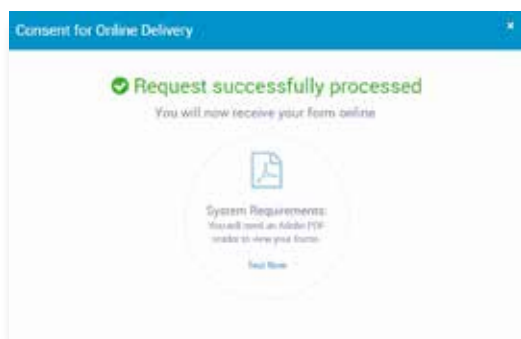 Consent for Online Delivery
Request successfully processed
You will now receive your form online
System Requirements:
You will need an Adobe PDF
reader to view your forms
Test Now